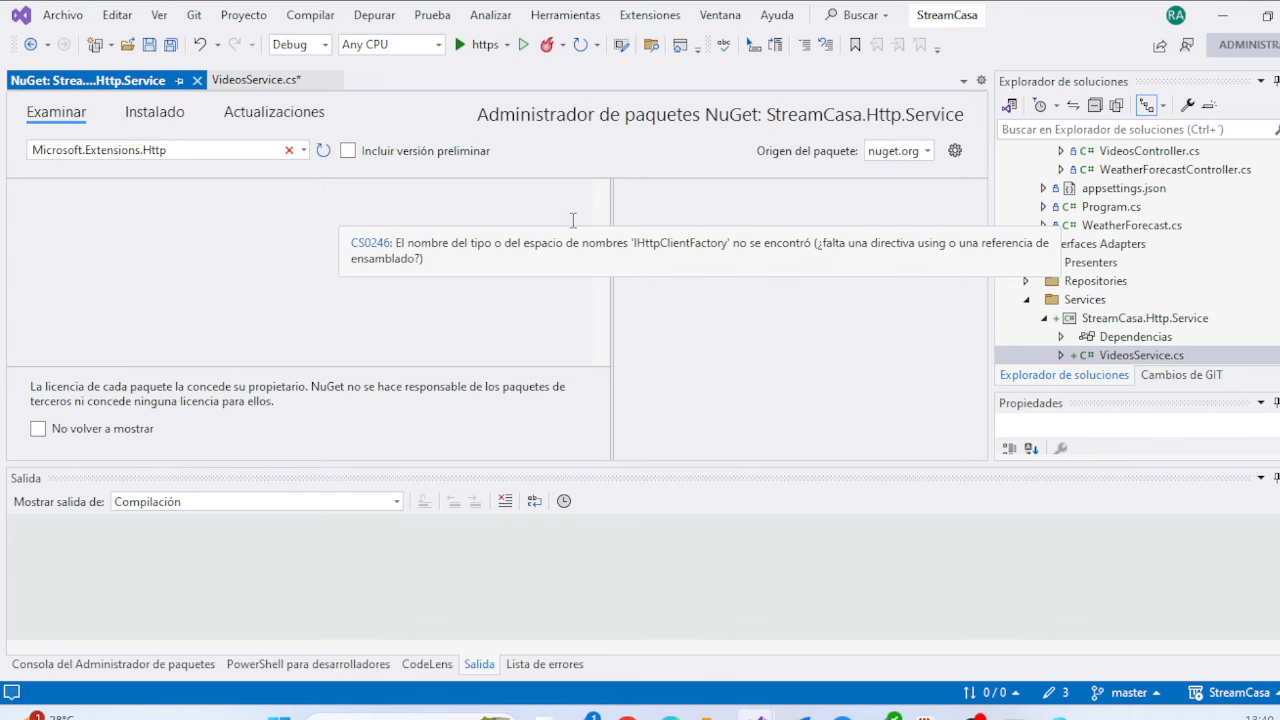 Archivo Editar Ver Git Proyecto Compilar Depurar Prueba Analizar Herramientas Extensiones Ventana Ayuda Buscar StreamCasa RA
Debug Any CPU https ADMINISTR
NuGet: Strea....Http.Service VideosService.cs*
Examinar Instalado Actualizaciones Administrador de paquetes NuGet: StreamCasa.Http.Service
Microsoft.Extensions.Http Incluir versión preliminar Origen del paquete: nuget.org
CS0246: El nombre del tipo o del espacio de nombres 'IHttpClientFactory' no se encontró (¿falta una directiva using o una referencia de
ensamblado?)
La licencia de cada paquete la concede su propietario. NuGet no se hace responsable de los paquetes de
terceros ni concede ninguna licencia para ellos.
No volver a mostrar
Explorador de soluciones
Buscar en Explorador de soluciones (Ctrl+´)
C# VideosController.cs
C# WeatherForecastController.cs
appsettings.json
C# Program.cs
C# WeatherForecast.cs
terfaces Adapters
Presenters
Repositories
Services
StreamCasa.Http.Service
Dependencias
C# VideosService.cs
Explorador de soluciones Cambios de GIT
Propiedades
Salida
Mostrar salida de: Compilación
Consola del Administrador de paquetes PowerShell para desarrolladores CodeLens Salida Lista de errores
0 / 0 3 master StreamCasa
1 28°C 1